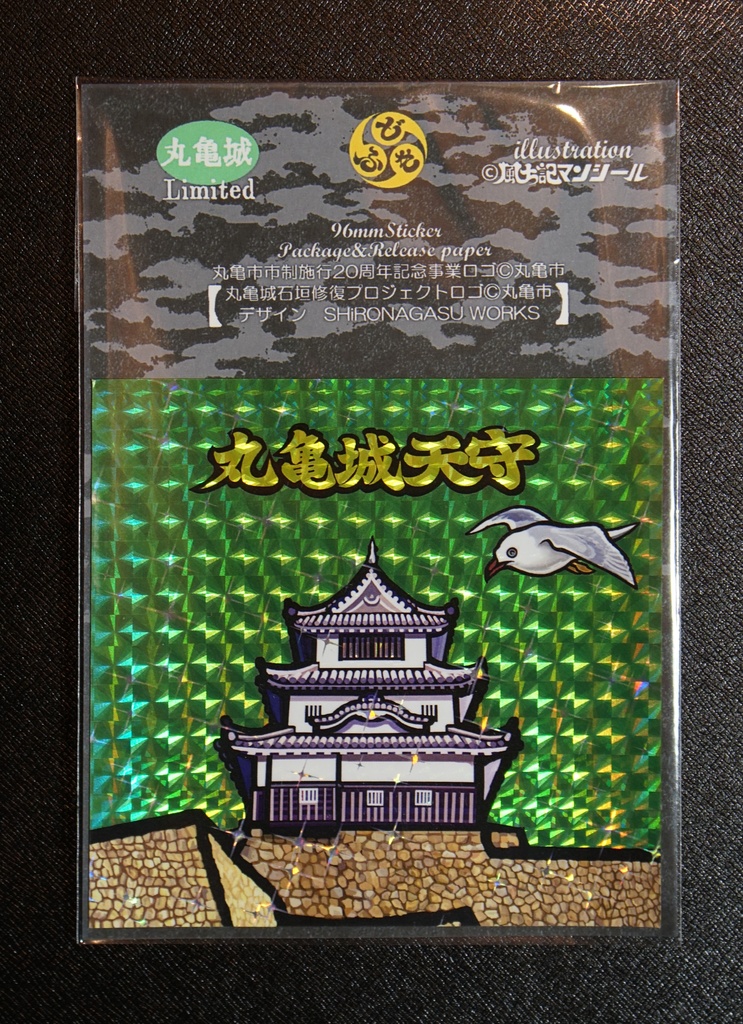 丸亀城
Limited
illustration
©風土記マンシール
96mmSticker
Package&Release paper
丸亀市市制施行20周年記念事業ロゴ©丸亀市
【丸亀城石垣修復プロジェクトロゴ©丸亀市】
デザイン SHiRONAGASU WORKS
丸亀城天守